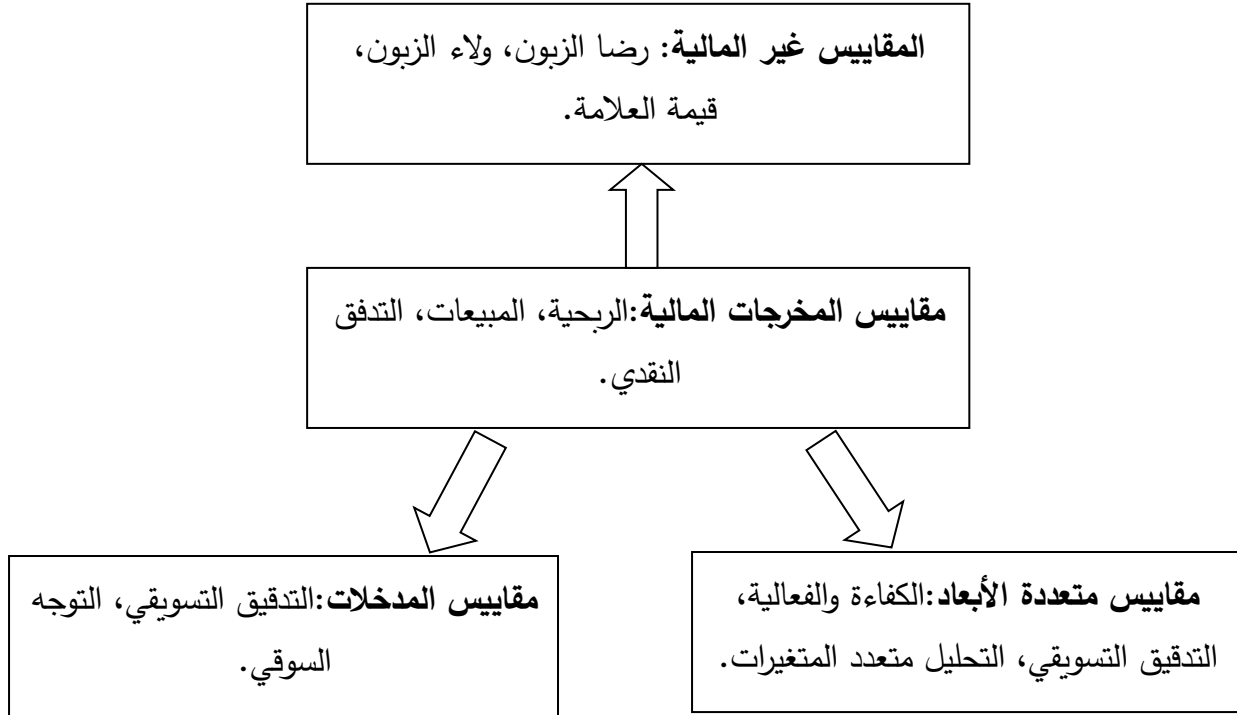 المقاييس غير المالية: رضا الزبون، ولاء الزبون،
قيمة العلامة.
مقاييس المخرجات المالية:الربحية، المبيعات، التدفق
النقدي.
مقاييس متعددة الأبعاد:الكفاءة والفعالية،
التدقيق التسويقي، التحليل متعدد المتغيرات.
مقاييس المدخلات:التدقيق التسويقي، التوجه
السوقي.